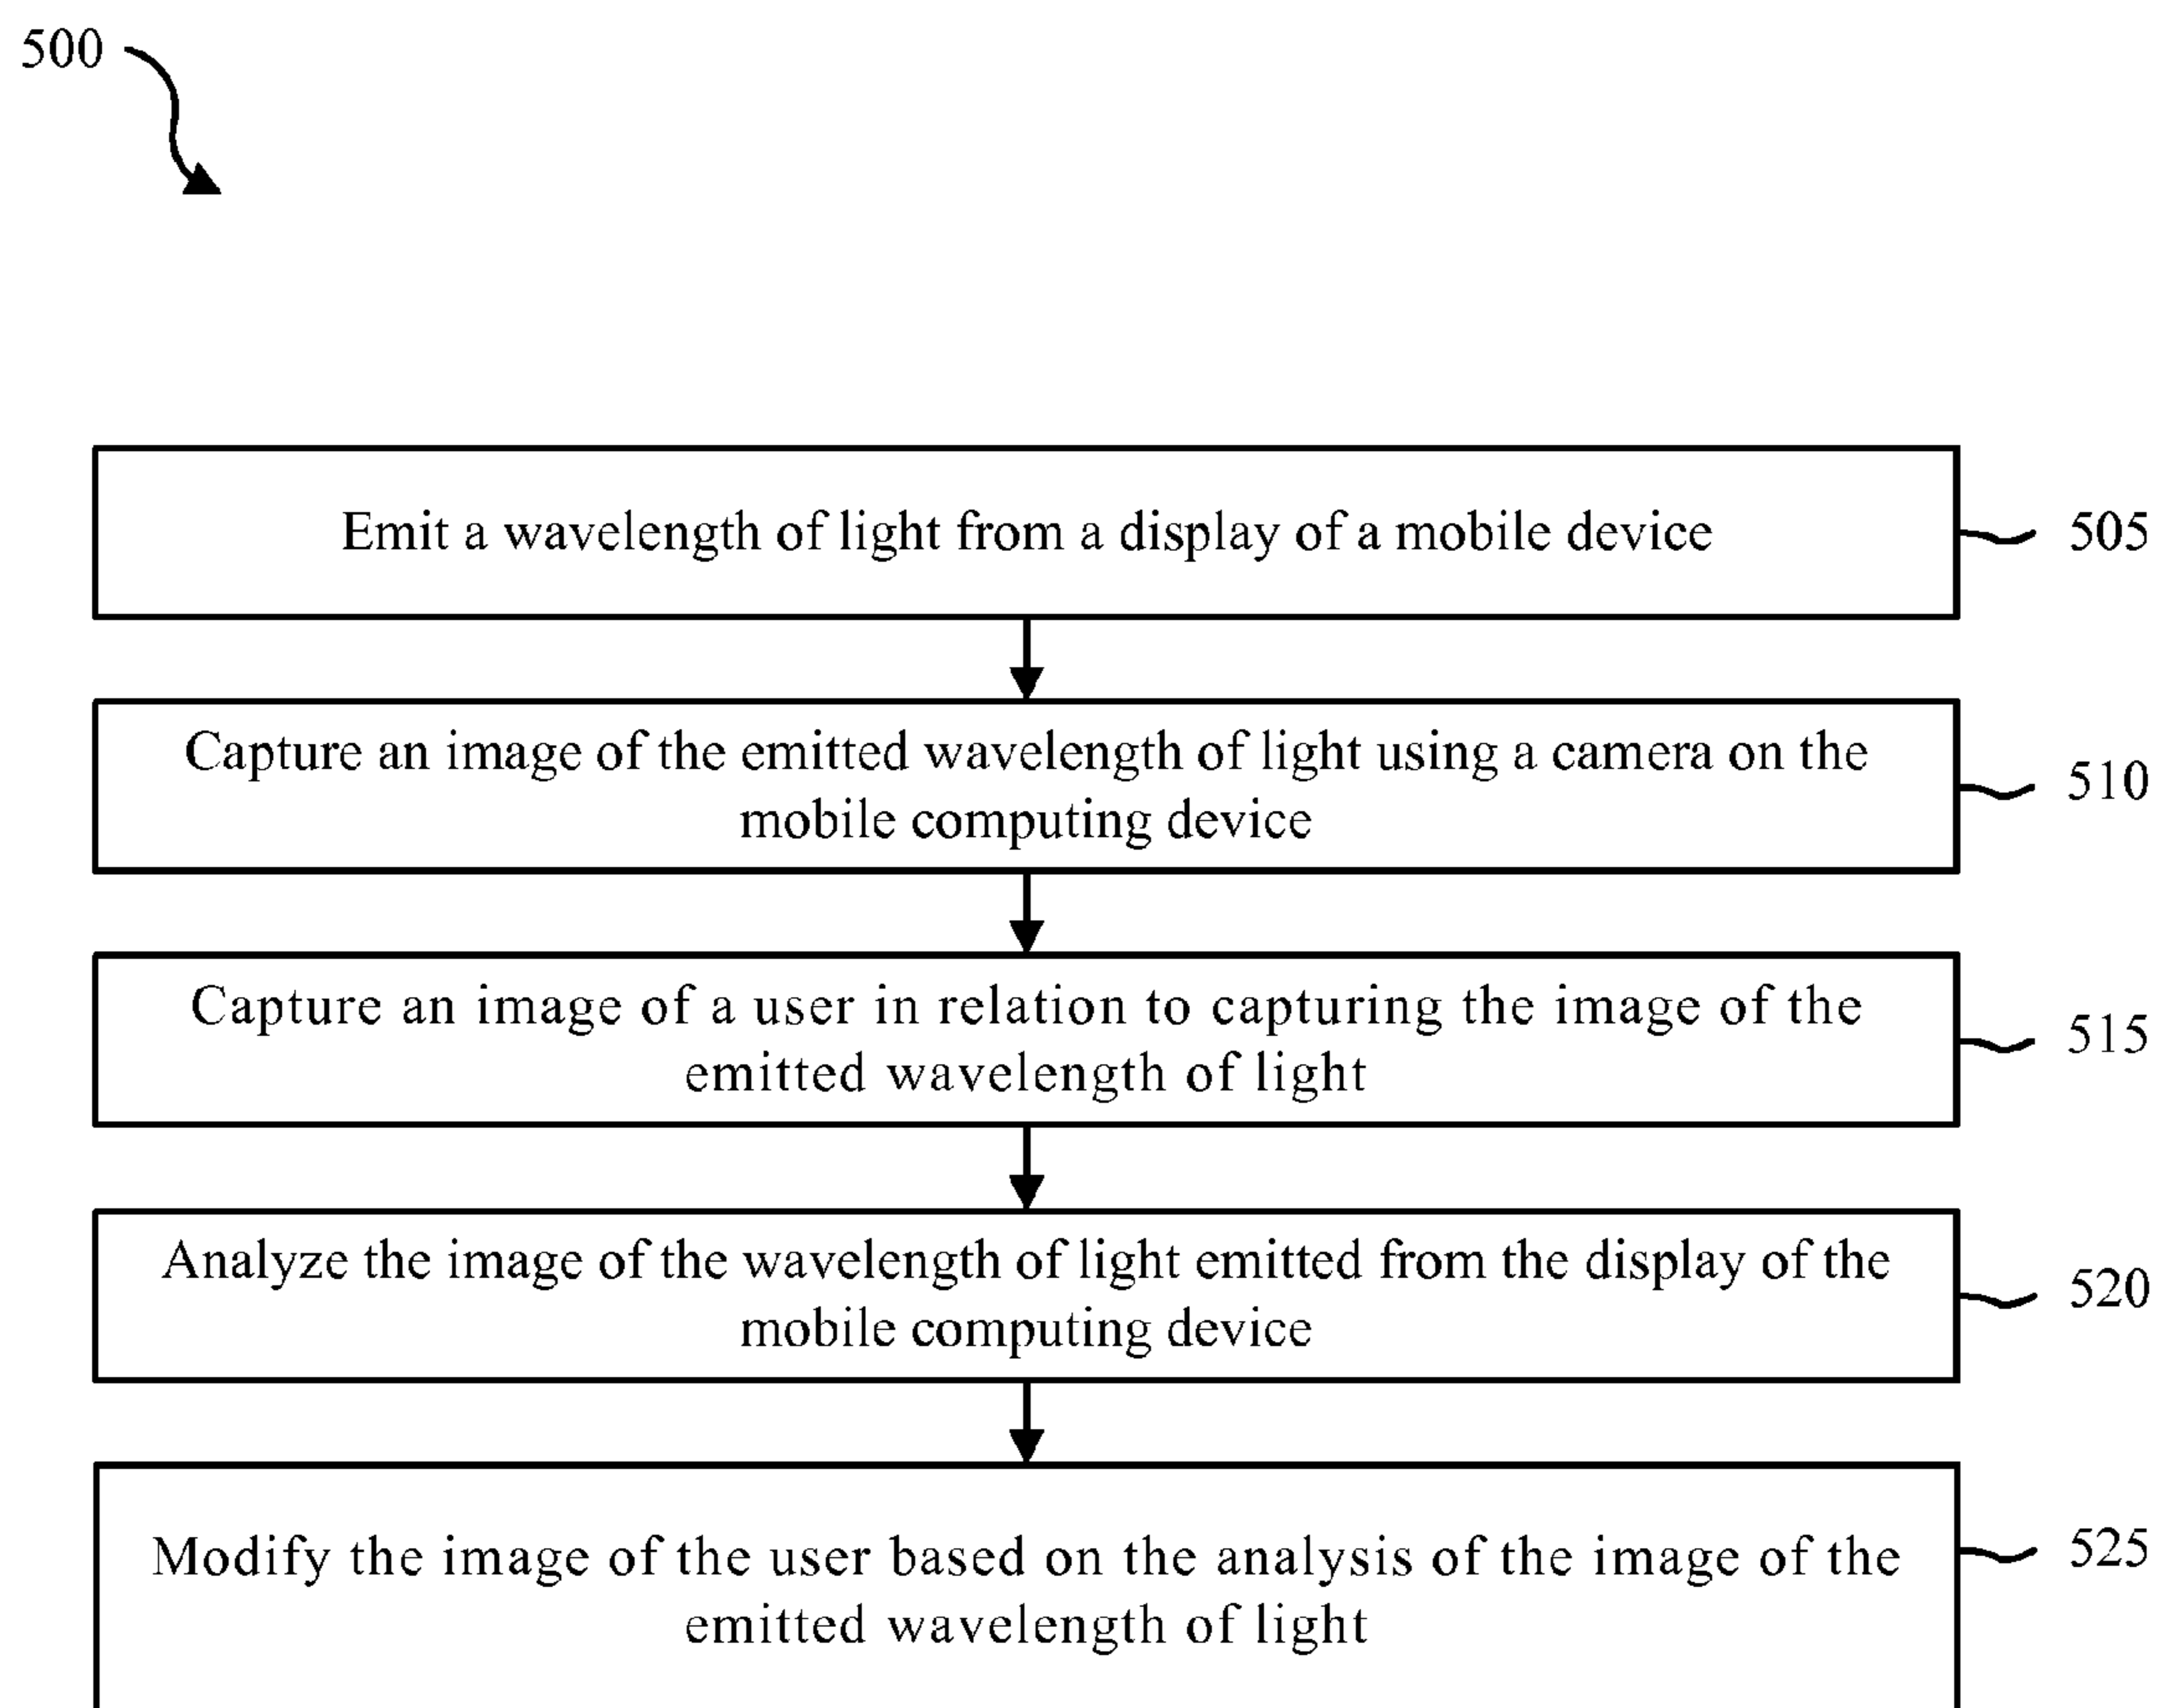 500
Emit a wavelength of light from a display of a mobile device
505
Capture an image of the emitted wavelength of light using a camera on the
mobile computing device
510
Capture an image of a user in relation to capturing the image of the
emitted wavelength of light
515
Analyze the image of the wavelength of light emitted from the display of the
mobile computing device
520
Modify the image of the user based on the analysis of the image of the
emitted wavelength of light
525